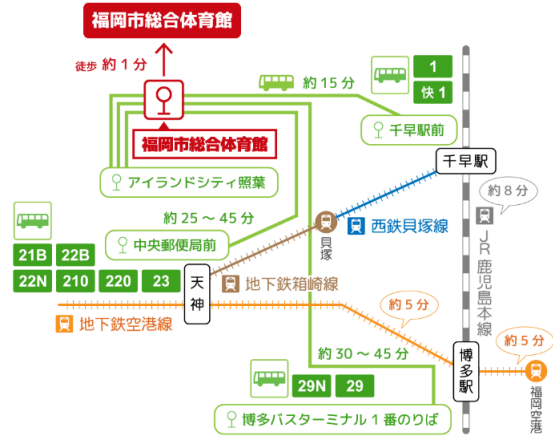 福岡市総合体育館
徒歩 約1分
福岡市総合体育館
アイランドシティ照葉
約15分
1
快1
千早駅前
千早駅
約8分
JR鹿児島本線
約25～45分
中央郵便局前
貝塚
西鉄貝塚線
21B
22B
22N
210
220
23
天神
地下鉄箱崎線
地下鉄空港線
約5分
約5分
博多駅
福岡空港
約30～45分
29N
29
博多バスターミナル1番のりば